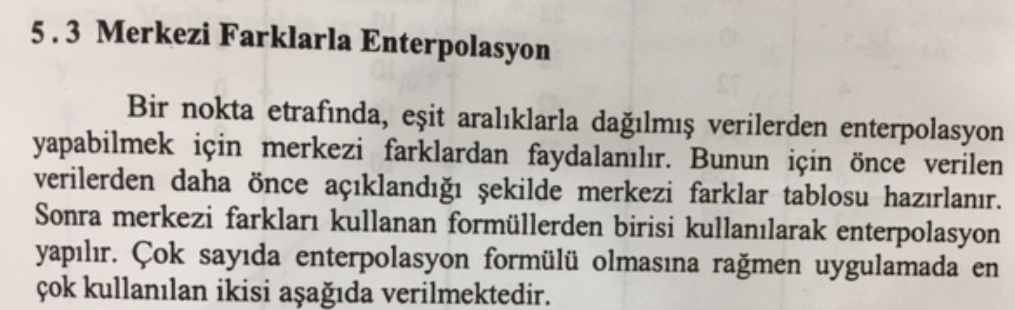 5.3 Merkezi Farklarla Enterpolasyon
Bir nokta etrafında, eşit aralıklarla dağılmış verilerden enterpolasyon
yapabilmek için merkezi farklardan faydalanılır. Bunun için önce verilen
verilerden daha önce açıklandığı şekilde merkezi farklar tablosu hazırlanır.
Sonra merkezi farkları kullanan formüllerden birisi kullanılarak enterpolasyon
yapılır. Çok sayıda enterpolasyon formülü olmasına rağmen uygulamada en
çok kullanılan ikisi aşağıda verilmektedir.